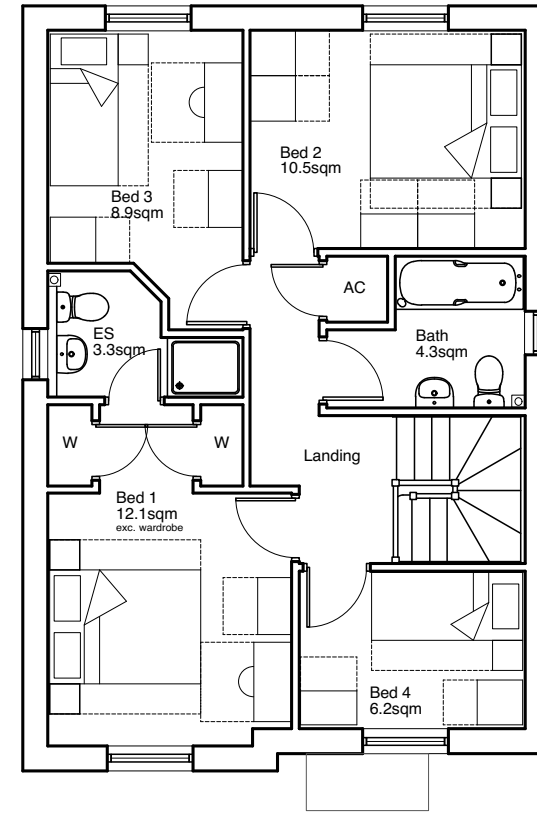 Bed 2
10.5sqm
Bed 3
8.9sqm
AC
ES
3.3sqm
Bath
4.3sqm
W
W
Landing
Bed 1
12.1sqm
exc. wardrobe
Bed 4
6.2sqm